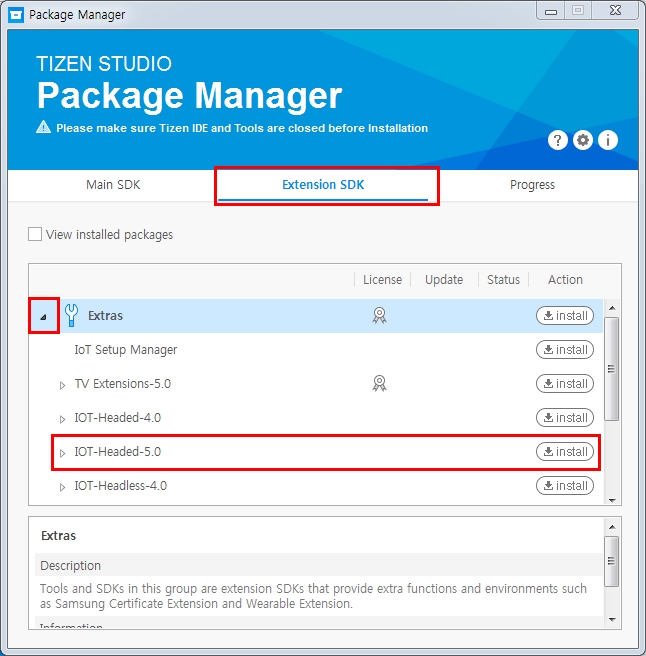 Package Manager
TIZEN STUDIO
Package Manager
Please make sure Tizen IDE and Tools are closed before Installation
Main SDK Extension SDK Progress
View installed packages
License Update Status Action
Extras install
IoT Setup Manager install
TV Extensions-5.0 install
IOT-Headed-4.0 install
IOT-Headed-5.0 install
IOT-Headless-4.0 install
Extras
Description
Tools and SDKs in this group are extension SDKs that provide extra functions and environments such
as Samsung Certificate Extension and Wearable Extension.
Information